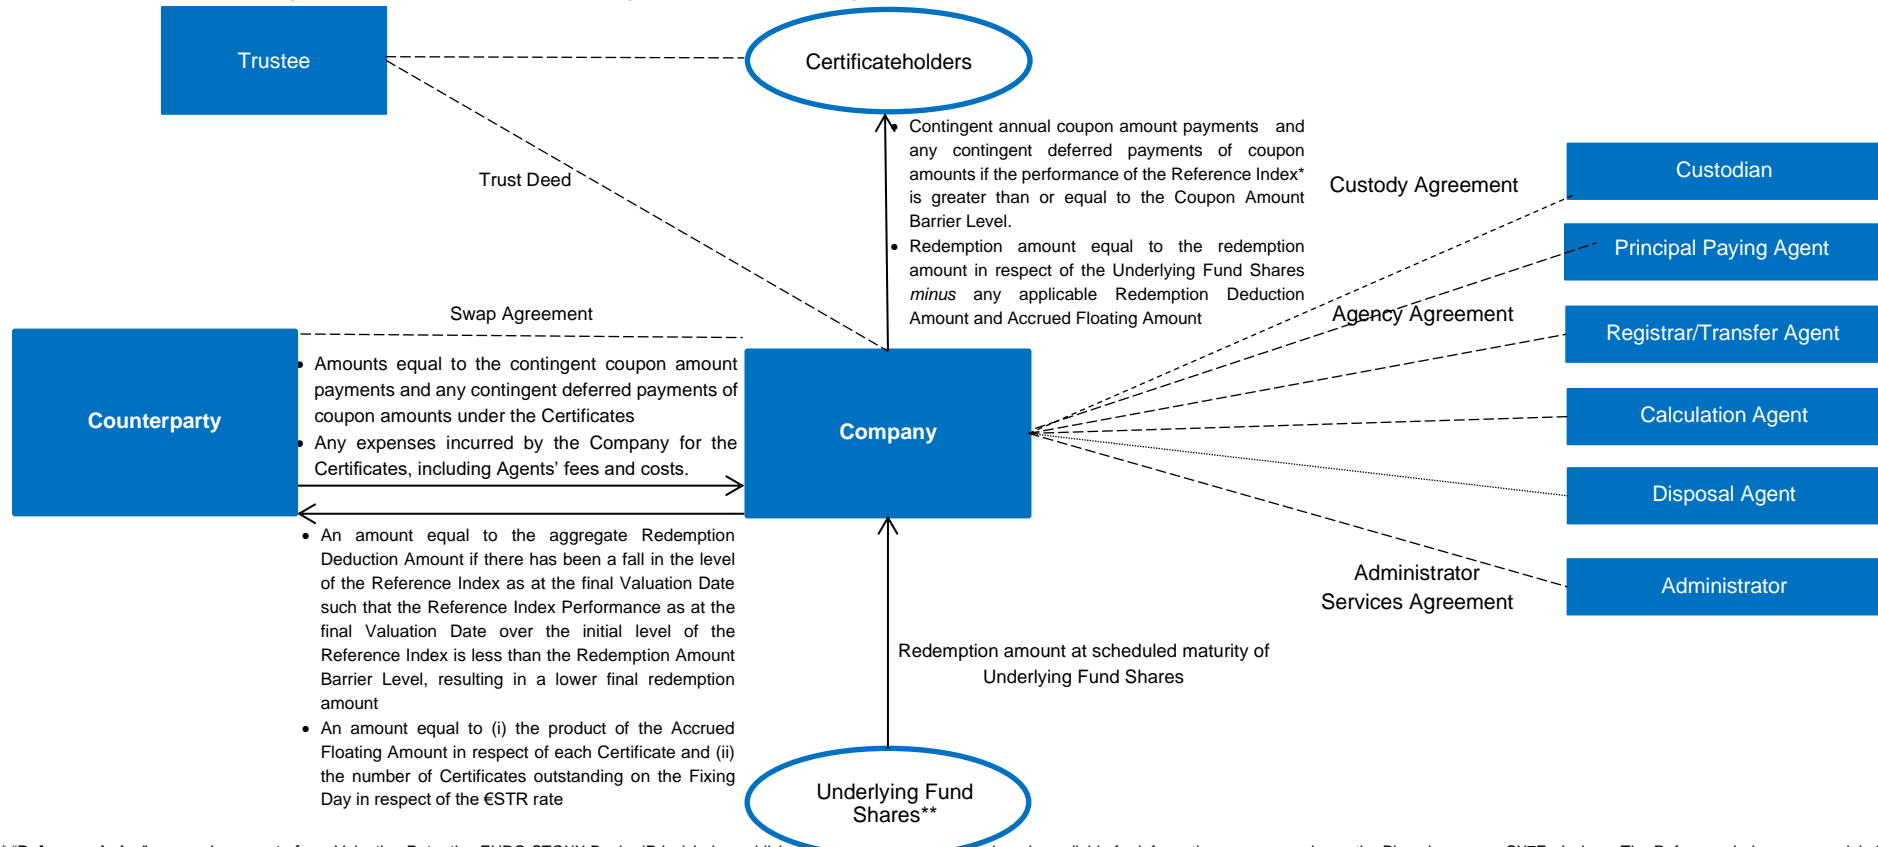 Trustee
Certificateholders
• Contingent annual coupon amount payments and
any contingent deferred payments of coupon
amounts if the performance of the Reference Index*
is greater than or equal to the Coupon Amount
Barrier Level.
• Redemption amount equal to the redemption
amount in respect of the Underlying Fund Shares
minus any applicable Redemption Deduction
Amount and Accrued Floating Amount
Trust Deed
Custody Agreement
Custodian
Principal Paying Agent
Agency Agreement
Registrar/Transfer Agent
Calculation Agent
Disposal Agent
Administrator
Services Agreement
Administrator
Swap Agreement
Counterparty
• Amounts equal to the contingent coupon amount
payments and any contingent deferred payments of
coupon amounts under the Certificates
• Any expenses incurred by the Company for the
Certificates, including Agents' fees and costs.
Company
• An amount equal to the aggregate Redemption
Deduction Amount if there has been a fall in the level
of the Reference Index as at the final Valuation Date
such that the Reference Index Performance as at the
final Valuation Date over the initial level of the
Reference Index is less than the Redemption Amount
Barrier Level, resulting in a lower final redemption
amount
• An amount equal to (i) the product of the Accrued
Floating Amount in respect of each Certificate and (ii)
the number of Certificates outstanding on the Fixing
Day in respect of the €STR rate
Redemption amount at scheduled maturity of
Underlying Fund Shares
Underlying Fund
Shares**